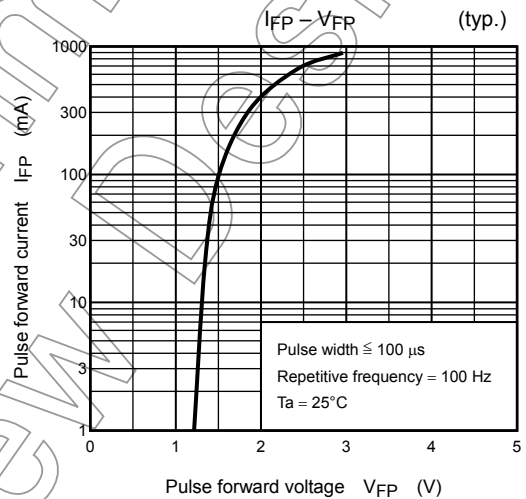 IFP – VFP (typ.)
Pulse forward current IFP (mA)
1000
300
100
30
10
3
1
0 1 2 3 4 5
Pulse width ≦ 100 μs
Repetitive frequency = 100 Hz
Ta = 25°C
Pulse forward voltage VFP (V)